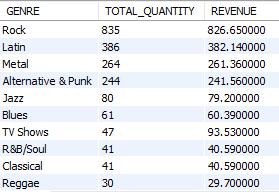 GENRE TOTAL_QUANTITY REVENUE
Rock 835 826.650000
Latin 386 382.140000
Metal 264 261.360000
Alternative & Punk 244 241.560000
Jazz 80 79.200000
Blues 61 60.390000
TV Shows 47 93.530000
R&B/Soul 41 40.590000
Classical 41 40.590000
Reggae 30 29.700000